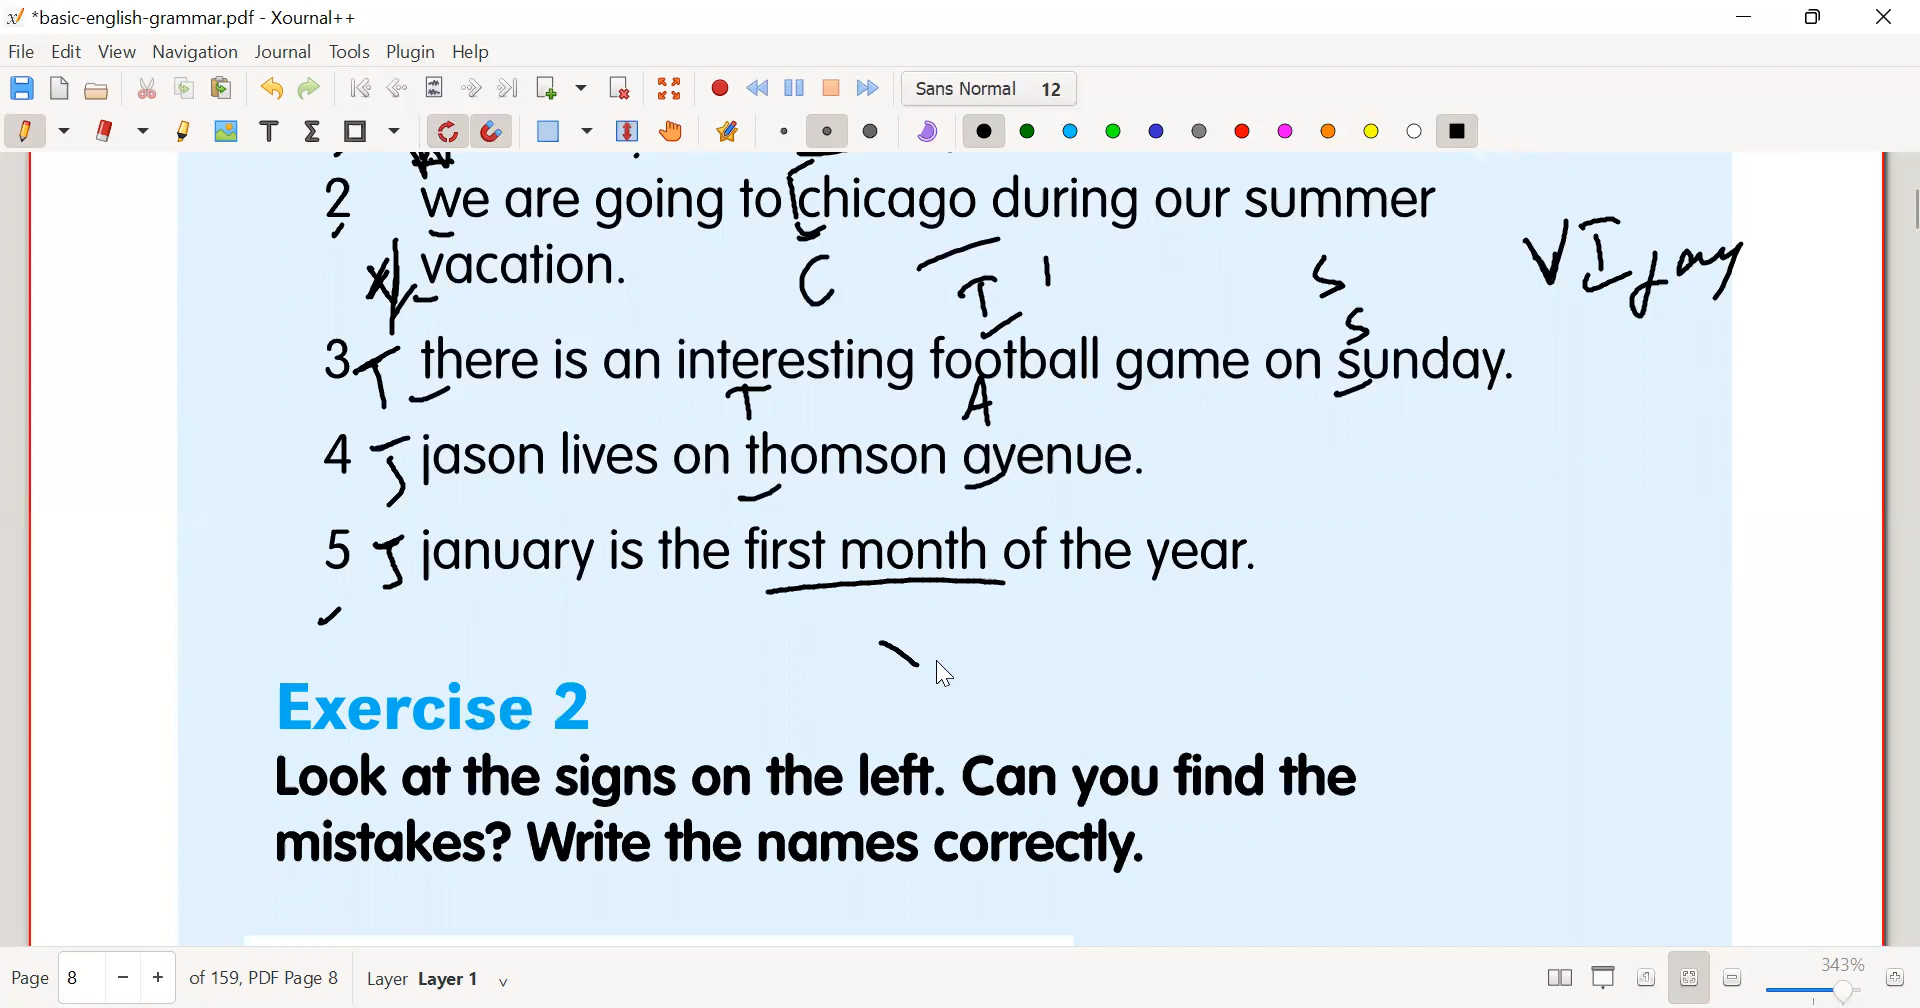 *basic-english-grammar.pdf - Xournal++
File Edit View Navigation Journal Tools Plugin Help
Sans Normal 12
2 we are going to chicago during our summer
vacation.
C
T
S
VIjay
S
3 T there is an interesting football game on sunday.
T A
4 J jason lives on thomson avenue.
5 J january is the first month of the year.
Exercise 2
Look at the signs on the left. Can you find the
mistakes? Write the names correctly.
Page 8 − + of 159, PDF Page 8 Layer Layer 1 343%